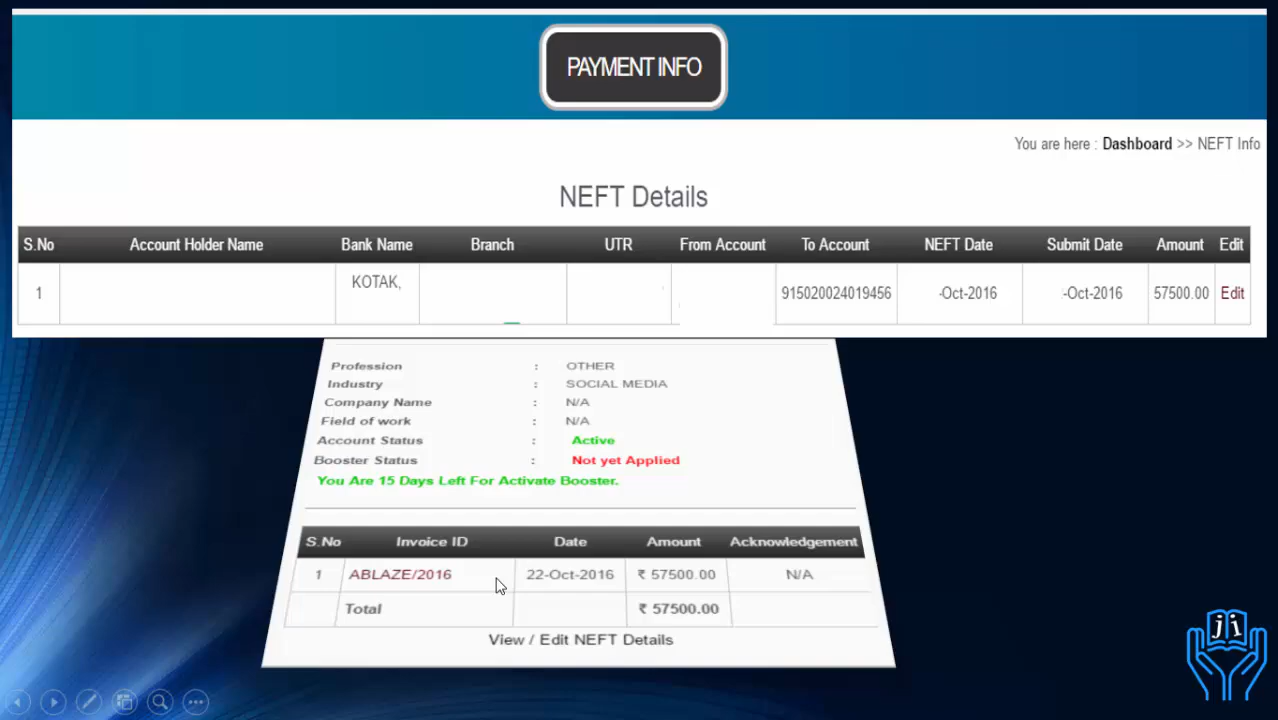 PAYMENT INFO
You are here : Dashboard >> NEFT Info
NEFT Details
S.No Account Holder Name Bank Name Branch UTR From Account To Account NEFT Date Submit Date Amount Edit
1 KOTAK, 915020024019456 -Oct-2016 -Oct-2016 57500.00 Edit
Profession : OTHER
Industry : SOCIAL MEDIA
Company Name : N/A
Field of work : N/A
Account Status : Active
Booster Status : Not yet Applied
You Are 15 Days Left For Activate Booster.
S.No Invoice ID Date Amount Acknowledgement
1 ABLAZE/2016 22-Oct-2016 ₹ 57500.00 N/A
Total ₹ 57500.00
View / Edit NEFT Details
ji